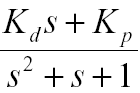 K_d s + K_p
s^2 + s + 1